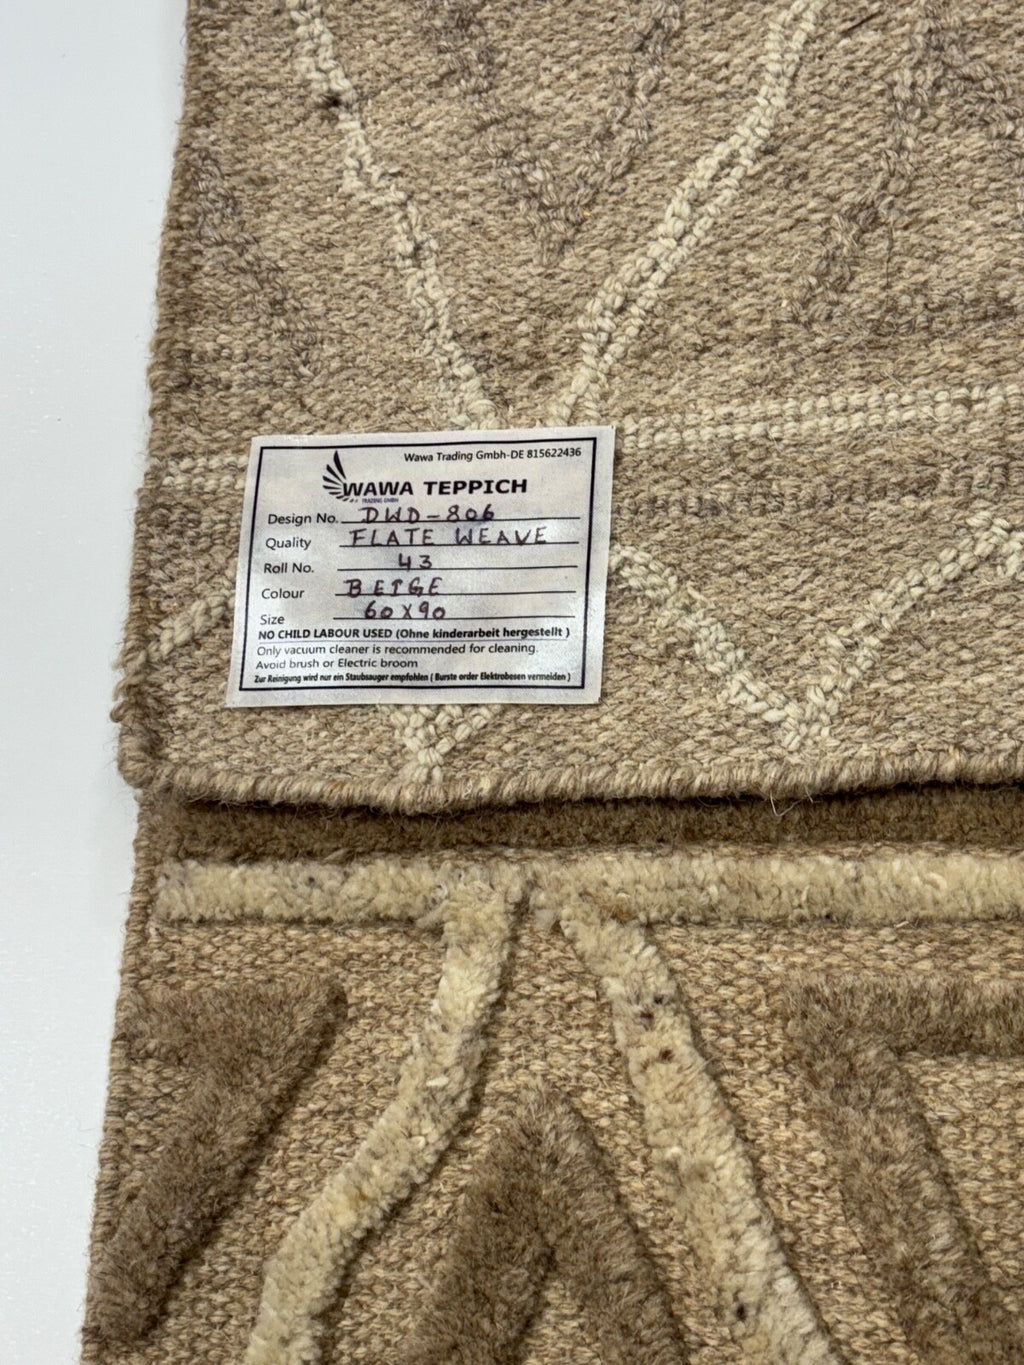 Wawa Trading Gmbh-DE 815622436
WAWA TEPPICH
TRADING GMBH
Design No. DWD-806
Quality FLATE WEAVE
Roll No. 43
Colour BEIGE
Size 60X90
NO CHILD LABOUR USED (Ohne kinderarbeit hergestellt )
Only vacuum cleaner is recommended for cleaning.
Avoid brush or Electric broom
Zur Reinigung wird nur ein Staubsauger empfohlen ( Burste order Elektrobesen vermeiden )